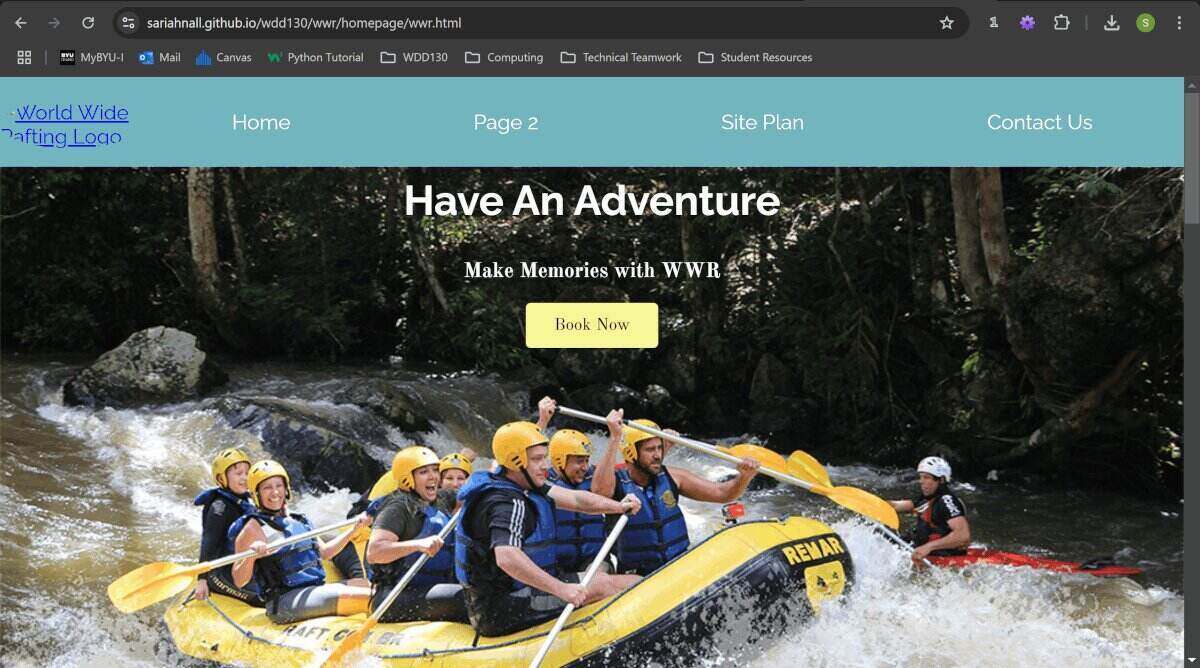 sariahnall.github.io/wdd130/wwr/homepage/wwr.html
S
MyBYU-I Mail Canvas Python Tutorial WDD130 Computing Technical Teamwork Student Resources
World Wide
Rafting Logo
Home Page 2 Site Plan Contact Us
Have An Adventure
Make Memories with WWR
Book Now
REMAR